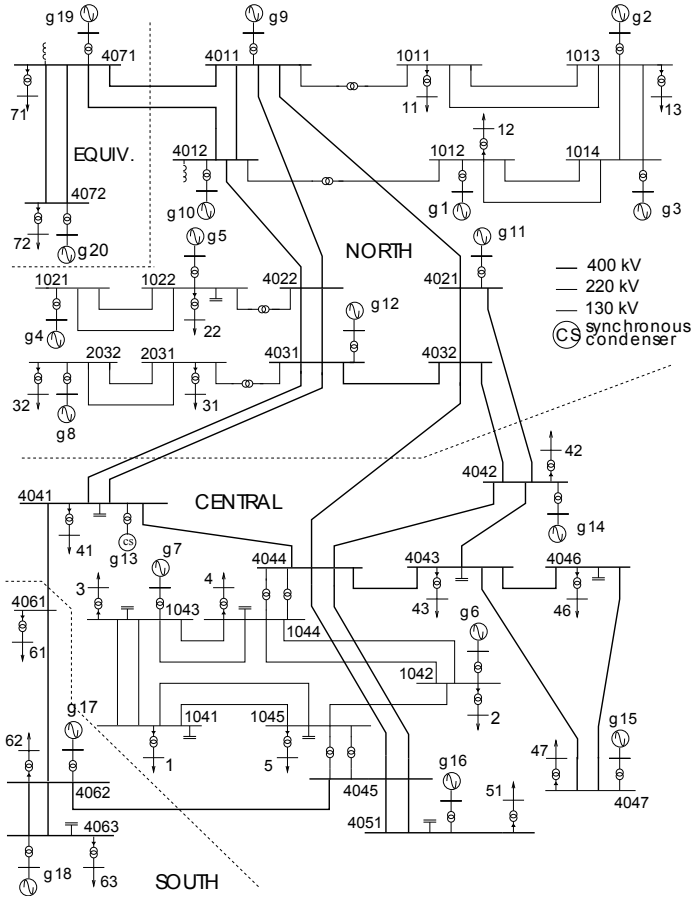 g19
g9
g2
4071
4011
1011
1013
71
11
13
12
EQUIV.
4012
1012
1014
4072
g10
g1
g3
72
g20
g5
NORTH
g11
400 kV
220 kV
130 kV
CS synchronous
condenser
1021
1022
4022
4021
g12
g4
22
2032
2031
4031
4032
32
g8
31
42
4042
4041
CENTRAL
g14
41
cs
g13
g7
4044
4043
4046
3
4
43
46
4061
1043
1044
g6
61
1042
g17
1041
1045
2
g15
62
1
5
g16
47
4062
4045
51
4047
4063
4051
g18
63
SOUTH